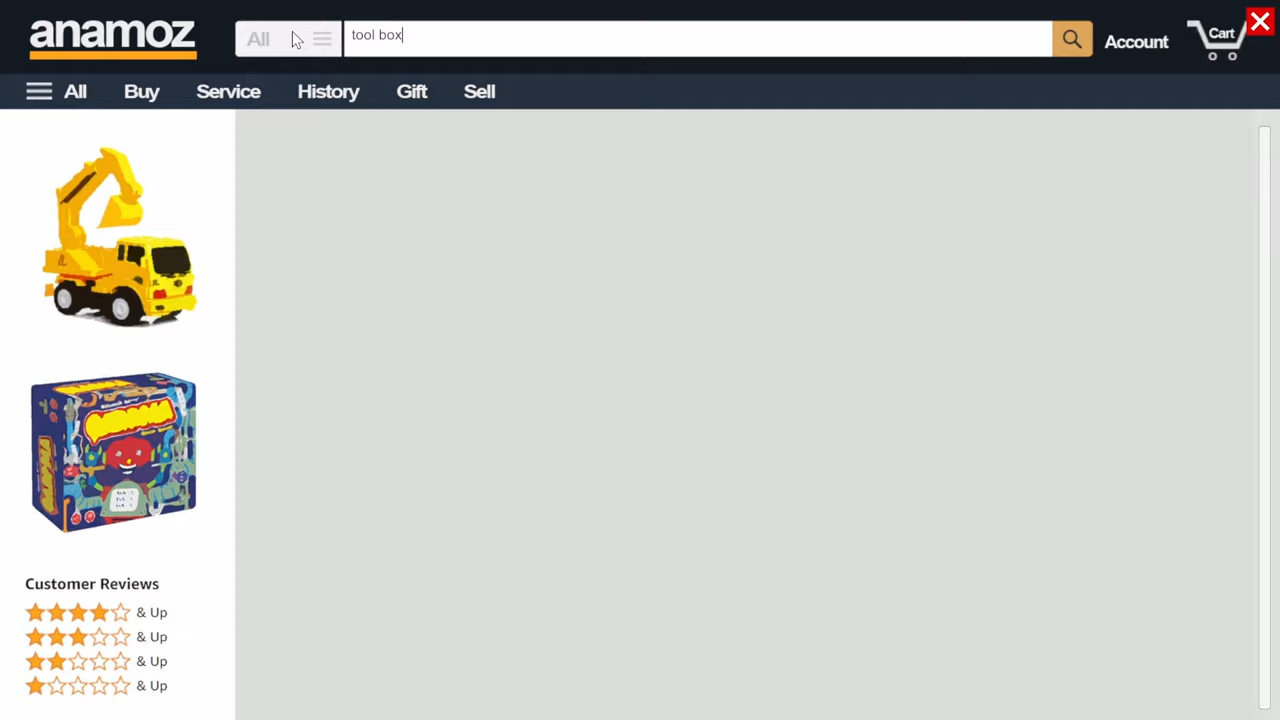 anamoz
All
tool box
Account
Cart
All Buy Service History Gift Sell
Customer Reviews
& Up
& Up
& Up
& Up